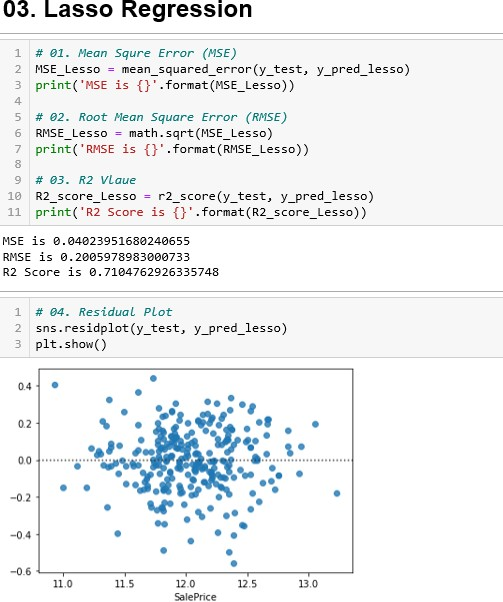 03. Lasso Regression
1 # 01. Mean Squre Error (MSE)
2 MSE_Lesso = mean_squared_error(y_test, y_pred_lesso)
3 print('MSE is {}'.format(MSE_Lesso))
4
5 # 02. Root Mean Square Error (RMSE)
6 RMSE_Lesso = math.sqrt(MSE_Lesso)
7 print('RMSE is {}'.format(RMSE_Lesso))
8
9 # 03. R2 Vlaue
10 R2_score_Lesso = r2_score(y_test, y_pred_lesso)
11 print('R2 Score is {}'.format(R2_score_Lesso))
MSE is 0.04023951680240655
RMSE is 0.2005978983000733
R2 Score is 0.7104762926335748
1 # 04. Residual Plot
2 sns.residplot(y_test, y_pred_lesso)
3 plt.show()
0.4
0.2
0.0
−0.2
−0.4
−0.6
11.0 11.5 12.0 12.5 13.0
SalePrice